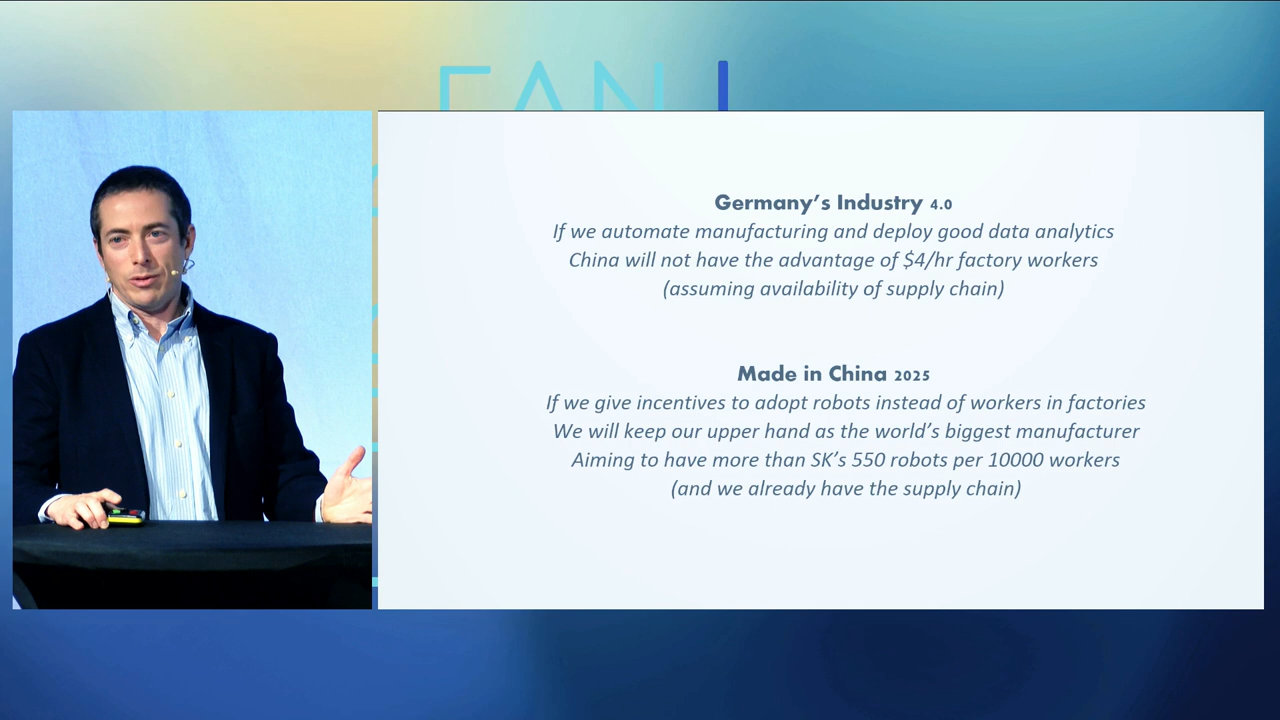 Germany's Industry 4.0
If we automate manufacturing and deploy good data analytics
China will not have the advantage of $4/hr factory workers
(assuming availability of supply chain)
Made in China 2025
If we give incentives to adopt robots instead of workers in factories
We will keep our upper hand as the world's biggest manufacturer
Aiming to have more than SK's 550 robots per 10000 workers
(and we already have the supply chain)